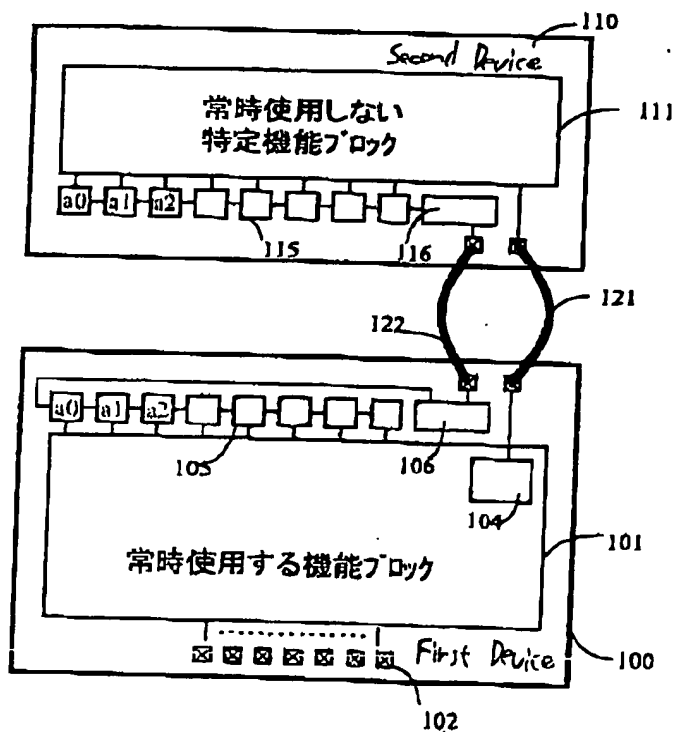 110
Second Device
常時使用しない
特定機能ブロック
111
a0 a1 a2
115
116
122
121
a0 a1 a2
105
106
104
常時使用する機能ブロック
101
First Device
100
102